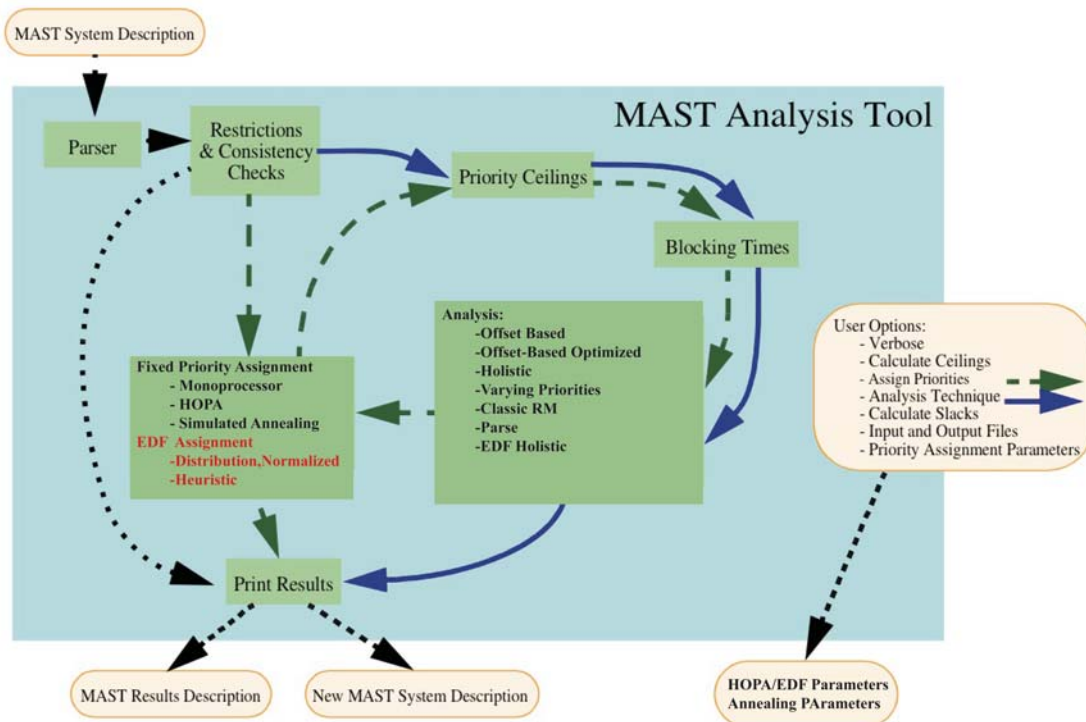 MAST System Description
MAST Analysis Tool
Parser
Restrictions
& Consistency
Checks
Priority Ceilings
Blocking Times
Fixed Priority Assignment
- Monoprocessor
- HOPA
- Simulated Annealing
EDF Assignment
-Distribution,Normalized
-Heuristic
Analysis:
-Offset Based
-Offset-Based Optimized
-Holistic
-Varying Priorities
-Classic RM
-Parse
-EDF Holistic
User Options:
- Verbose
- Calculate Ceilings
- Assign Priorities
- Analysis Technique
- Calculate Slacks
- Input and Output Files
- Priority Assignment Parameters
Print Results
MAST Results Description
New MAST System Description
HOPA/EDF Parameters
Annealing PArameters